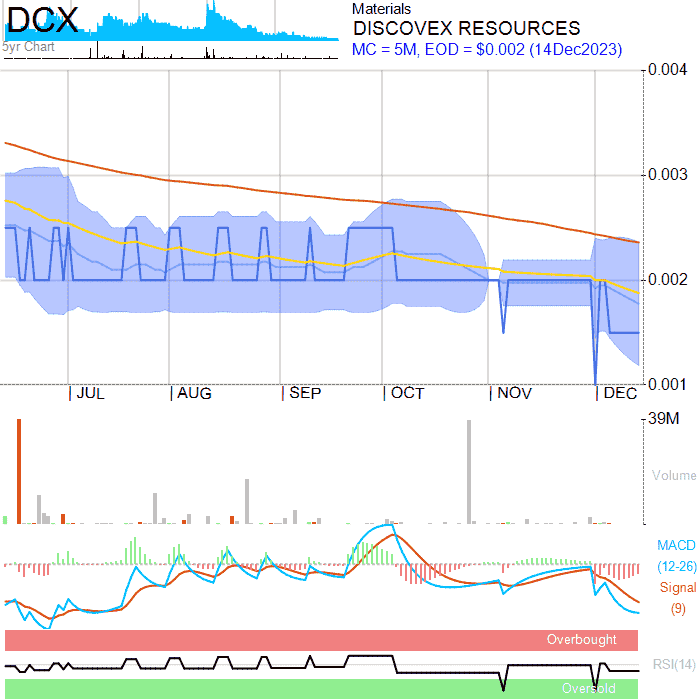 DCX
5yr Chart
Materials
DISCOVEX RESOURCES
MC = 5M, EOD = $0.002 (14Dec2023)
0.004
0.003
0.002
0.001
JUL AUG SEP OCT NOV DEC
39M
Volume
MACD
(12-26)
Signal
(9)
Overbought
RSI(14)
Oversold